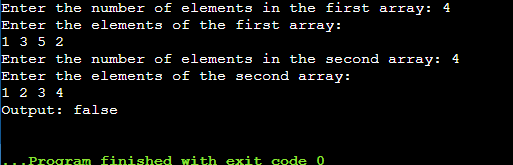 Enter the number of elements in the first array: 4
Enter the elements of the first array:
1 3 5 2
Enter the number of elements in the second array: 4
Enter the elements of the second array:
1 2 3 4
Output: false
...Program finished with exit code 0